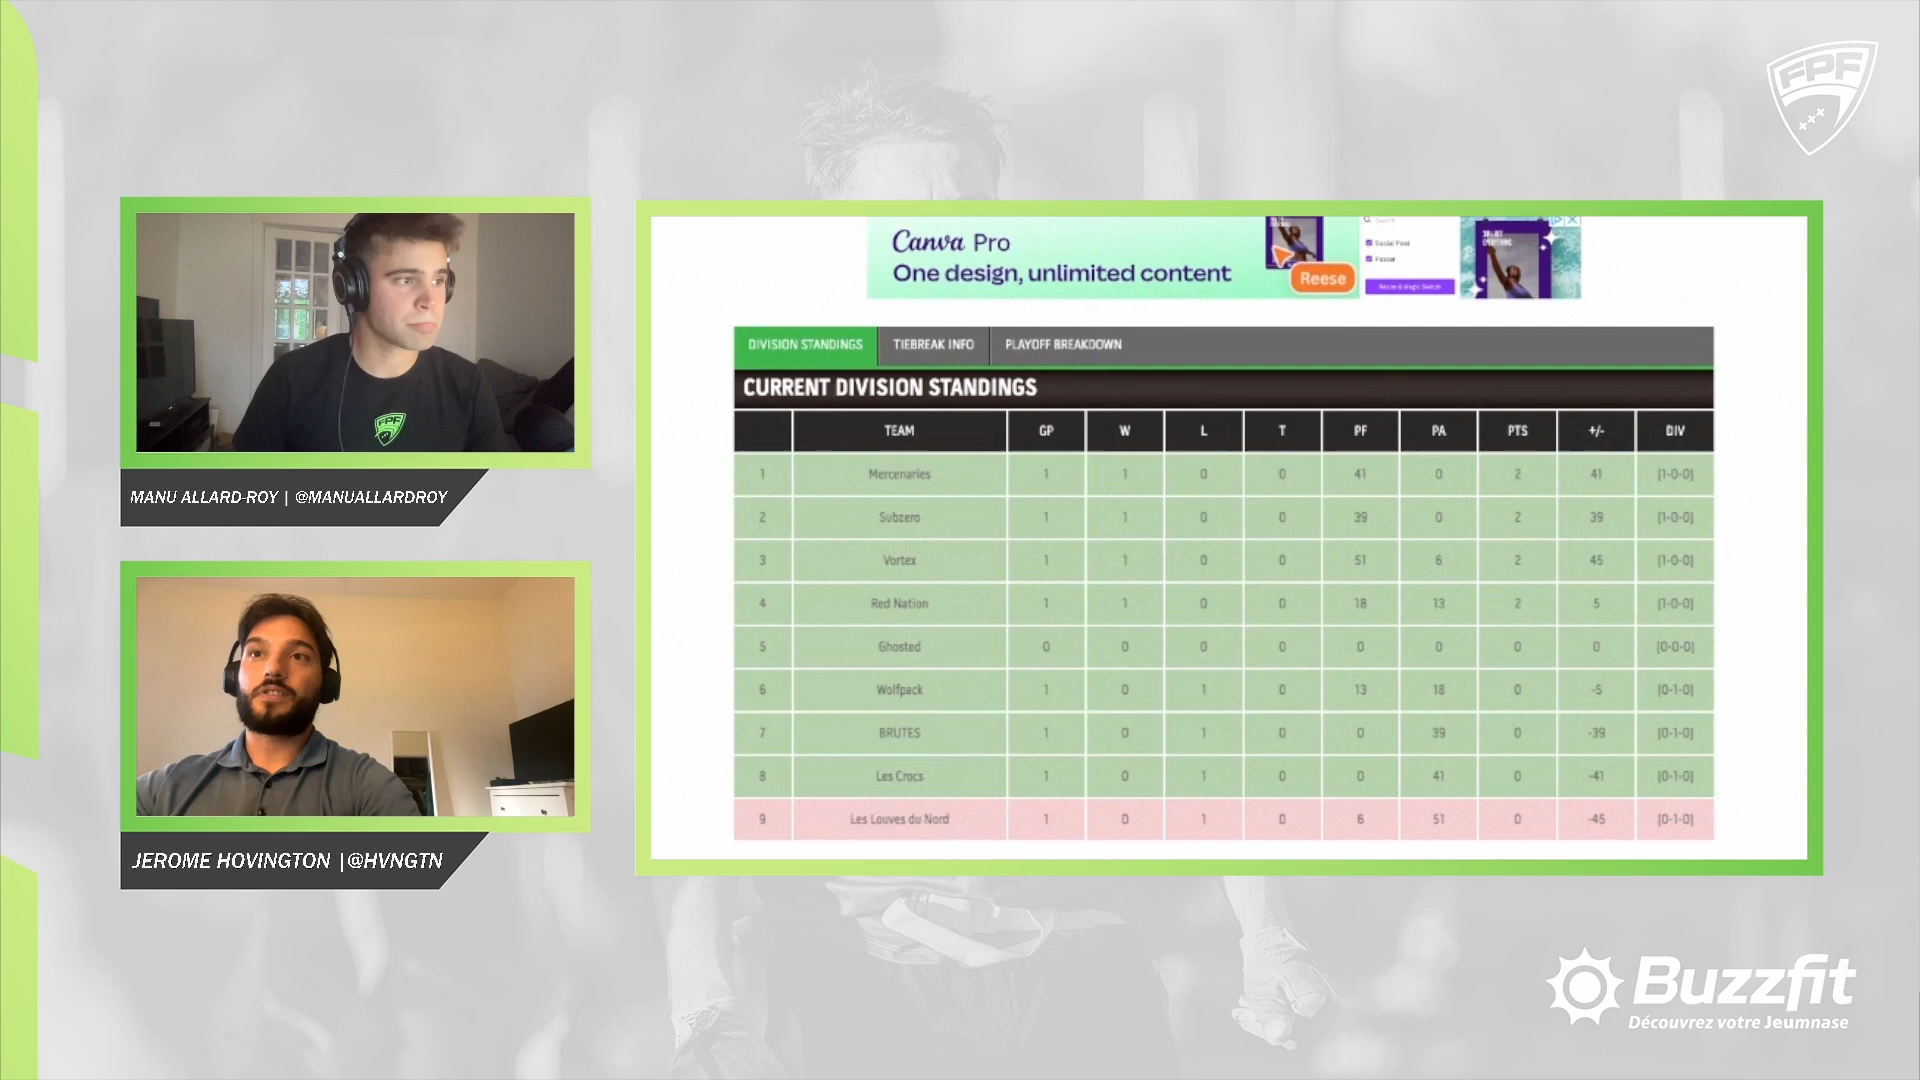 FPF
MANU ALLARD-ROY | @MANUALLARDROY
JEROME HOVINGTON |@HVNGTN
Canva Pro
One design, unlimited content
Reese
Search
Social Post
Poster
Resize & Magic Switch
DIVISION STANDINGS TIEBREAK INFO PLAYOFF BREAKDOWN
CURRENT DIVISION STANDINGS
TEAM GP W L T PF PA PTS +/- DIV
1 Mercenaries 1 1 0 0 41 0 2 41 (1-0-0)
2 Subzero 1 1 0 0 39 0 2 39 (1-0-0)
3 Vortex 1 1 0 0 51 6 2 45 (1-0-0)
4 Red Nation 1 1 0 0 18 13 2 5 (1-0-0)
5 Ghosted 0 0 0 0 0 0 0 0 (0-0-0)
6 Wolfpack 1 0 1 0 13 18 0 -5 (0-1-0)
7 BRUTES 1 0 1 0 0 39 0 -39 (0-1-0)
8 Les Crocs 1 0 1 0 0 41 0 -41 (0-1-0)
9 Les Louves du Nord 1 0 1 0 6 51 0 -45 (0-1-0)
Buzzfit
Découvrez votre Jeumnase